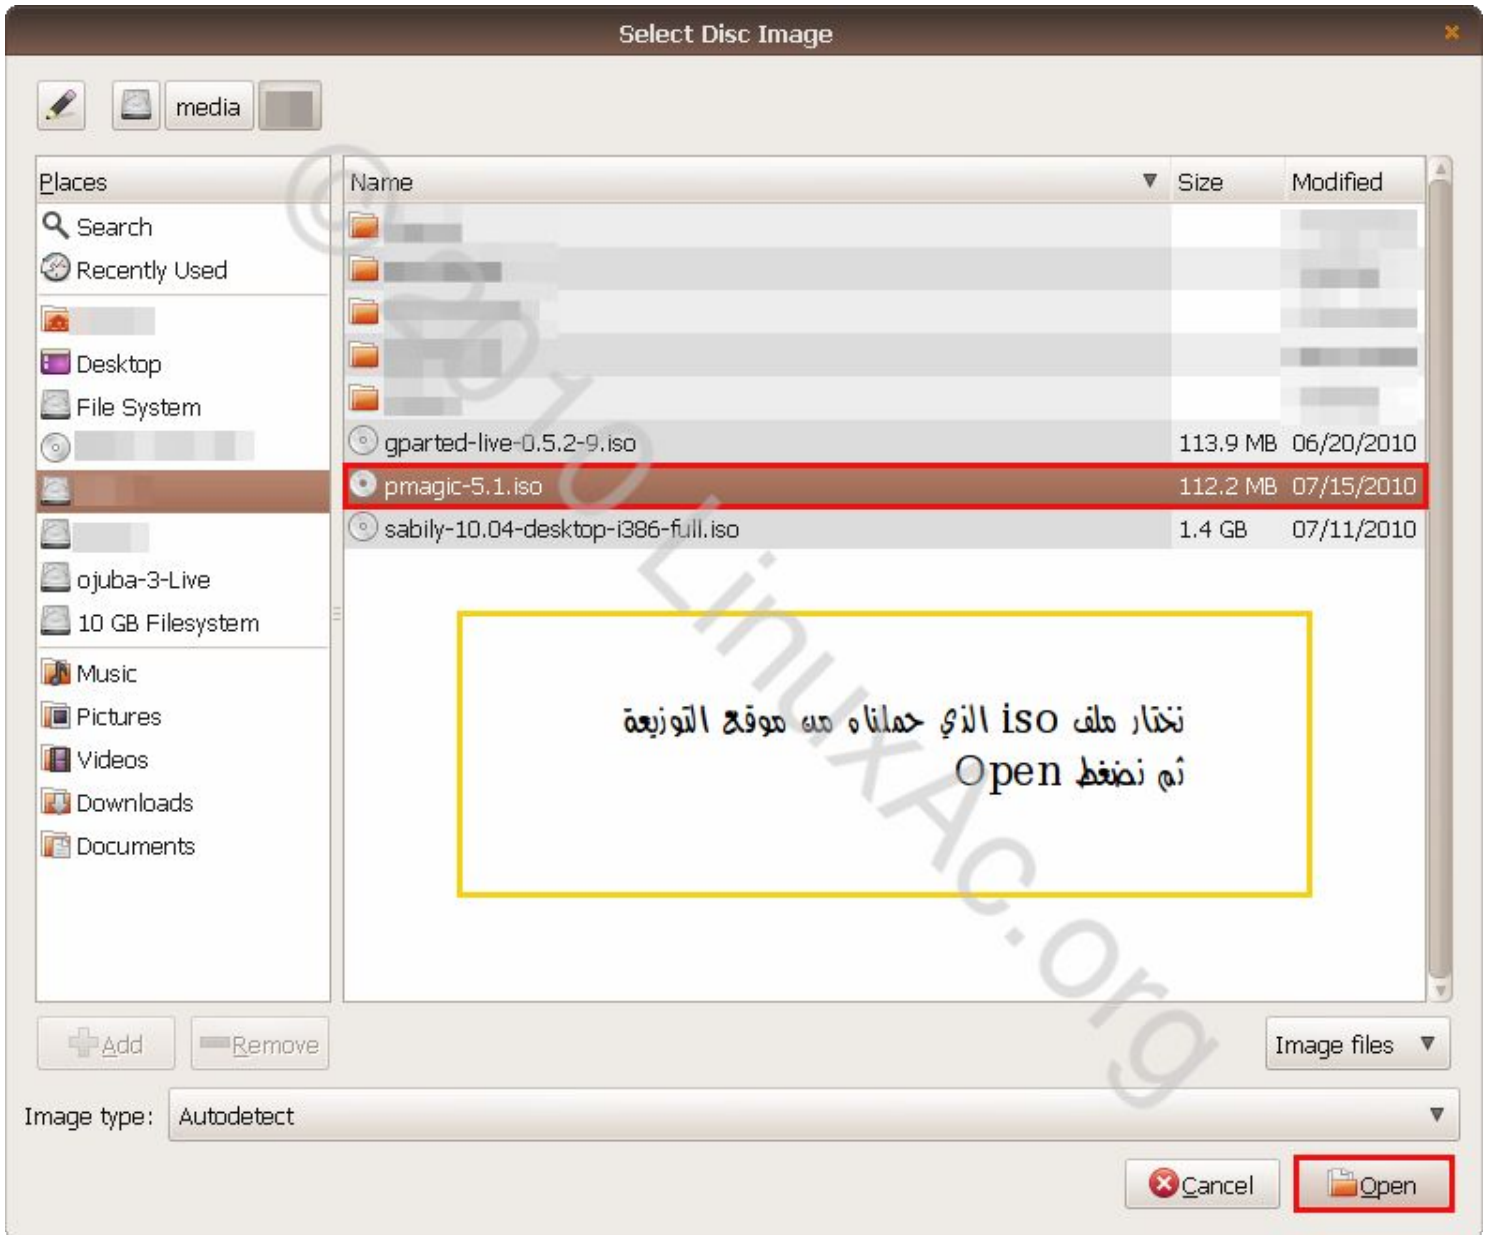 Select Disc Image
media
Places
Name Size Modified
Search
Recently Used
Desktop
File System
gparted-live-0.5.2-9.iso 113.9 MB 06/20/2010
pmagic-5.1.iso 112.2 MB 07/15/2010
sabily-10.04-desktop-i386-full.iso 1.4 GB 07/11/2010
ojuba-3-Live
10 GB Filesystem
Music
Pictures
Videos
Downloads
Documents
نختار ملف iso الذي حملناه من موقع التوزيعة
ثم نضغط Open
© 2010 LinuxAc.org
Add Remove Image files
Image type: Autodetect
Cancel Open